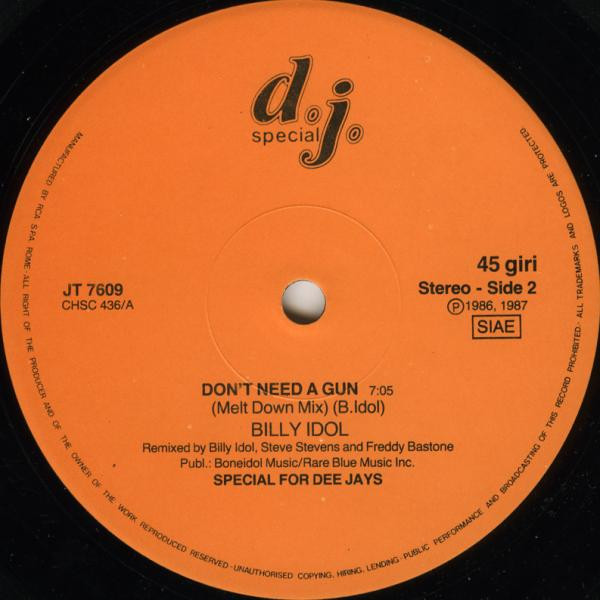 d.j.
special
JT 7609
CHSC 436/A
45 giri
Stereo - Side 2
Ⓟ1986, 1987
SIAE
DON'T NEED A GUN 7:05
(Melt Down Mix) (B.Idol)
BILLY IDOL
Remixed by Billy Idol, Steve Stevens and Freddy Bastone
Publ.: Boneidol Music/Rare Blue Music Inc.
SPECIAL FOR DEE JAYS
MANUFACTURED BY RCA S.P.A. ROME. ALL RIGHT OF THE PRODUCER AND OF THE OWNER OF THE WORK REPRODUCED RESERVED - UNAUTHORISED COPYING, HIRING, LENDING - PUBLIC PERFORMANCE AND BROADCASTING OF THIS RECORD PROHIBITED - ALL TRADEMARKS AND LOGOS ARE PROTECTED